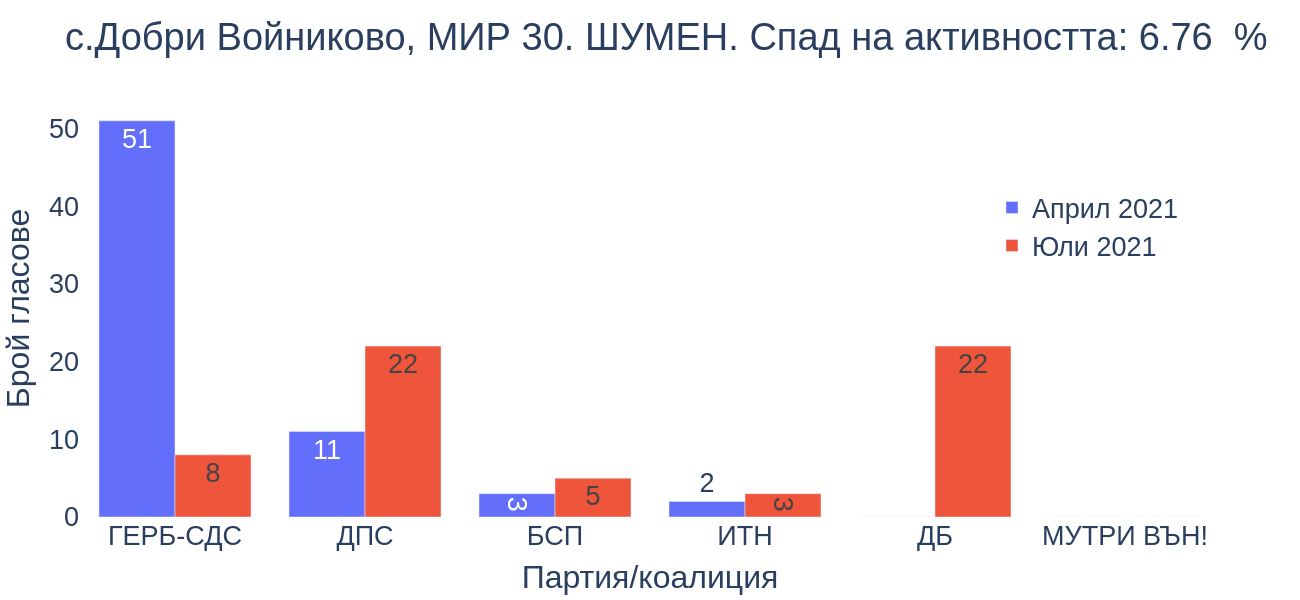 с.Добри Войниково, МИР 30. ШУМЕН. Спад на активността: 6.76 %
Брой гласове
50
40
30
20
10
0
51
8
11
22
3
5
2
3
22
Април 2021
Юли 2021
ГЕРБ-СДС
ДПС
БСП
ИТН
ДБ
МУТРИ ВЪН!
Партия/коалиция